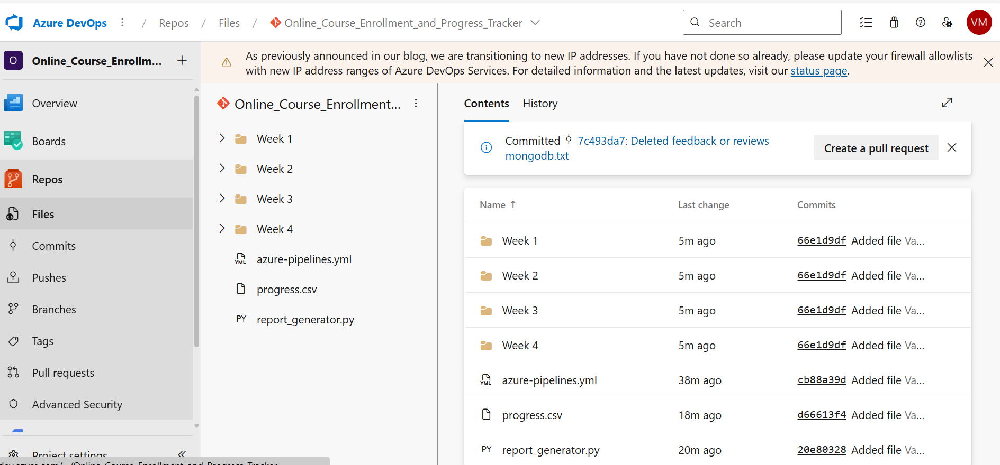 Azure DevOps / Repos / Files / Online_Course_Enrollment_and_Progress_Tracker
Search
VM
O Online_Course_Enrollm... +
Overview
Boards
Repos
Files
Commits
Pushes
Branches
Tags
Pull requests
Advanced Security
Project settings
As previously announced in our blog, we are transitioning to new IP addresses. If you have not done so already, please update your firewall allowlists
with new IP address ranges of Azure DevOps Services. For detailed information and the latest updates, visit our status page.
Online_Course_Enrollment...
Week 1
Week 2
Week 3
Week 4
YML azure-pipelines.yml
progress.csv
PY report_generator.py
Contents History
Committed 7c493da7: Deleted feedback or reviews
mongodb.txt
Create a pull request
Name ↑ Last change Commits
Week 1 5m ago 66e1d9df Added file Va...
Week 2 5m ago 66e1d9df Added file Va...
Week 3 5m ago 66e1d9df Added file Va...
Week 4 5m ago 66e1d9df Added file Va...
YML azure-pipelines.yml 38m ago cb88a39d Added file Va...
progress.csv 18m ago d66613f4 Added file Va...
PY report_generator.py 20m ago 20e80328 Added file Va...